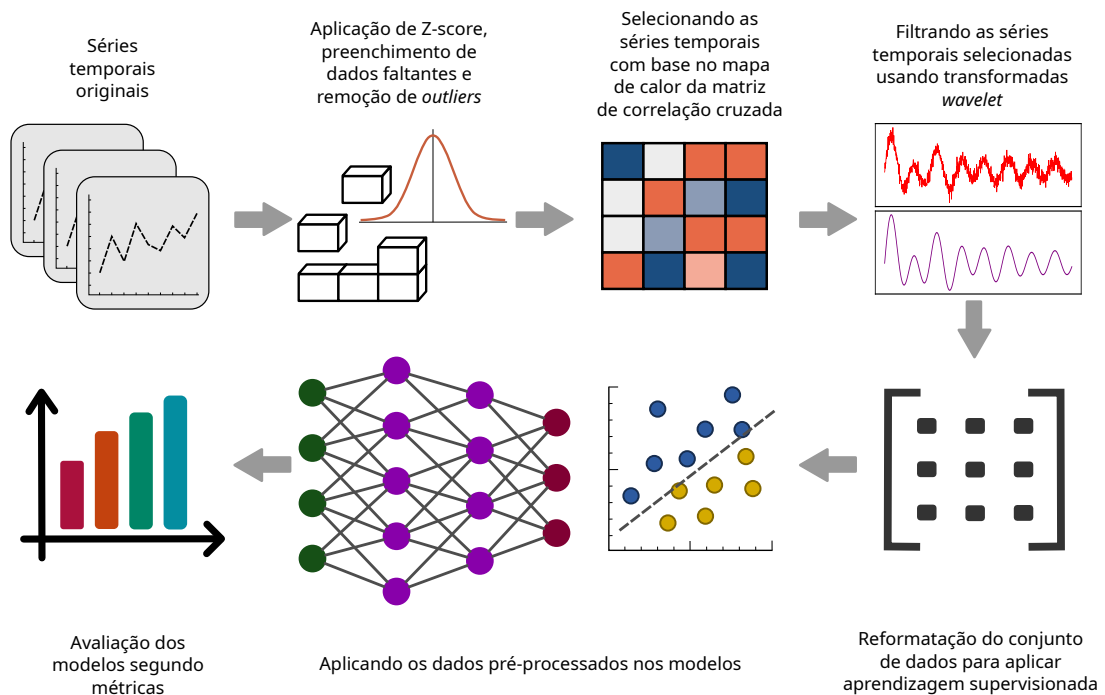 Séries
temporais
originais
Aplicação de Z-score,
preenchimento de
dados faltantes e
remoção de outliers
Selecionando as
séries temporais
com base no mapa
de calor da matriz
de correlação cruzada
Filtrando as séries
temporais selecionadas
usando transformadas
wavelet
Reformatação do conjunto
de dados para aplicar
aprendizagem supervisionada
Aplicando os dados pré-processados nos modelos
Avaliação dos
modelos segundo
métricas